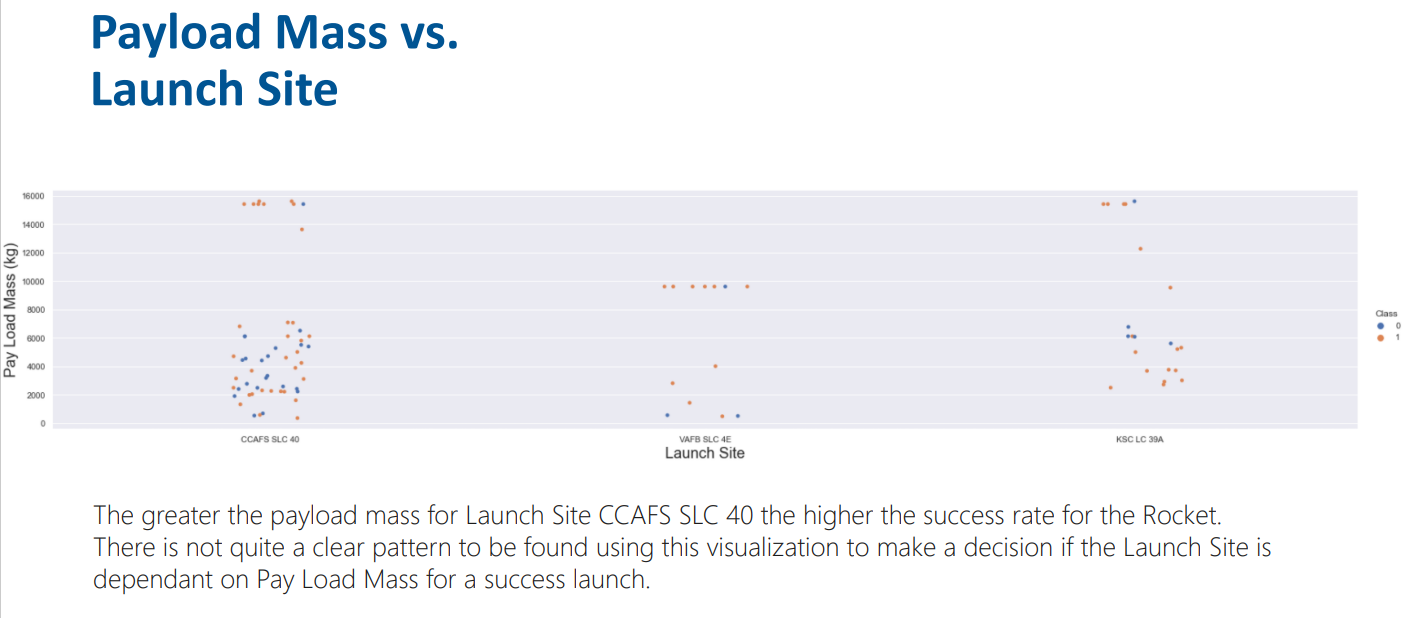 Payload Mass vs.
Launch Site
16000
14000
12000
10000
8000
6000
4000
2000
0
Pay Load Mass (kg)
CCAFS SLC 40
VAFB SLC 4E
KSC LC 39A
Launch Site
Class
0
1
The greater the payload mass for Launch Site CCAFS SLC 40 the higher the success rate for the Rocket.
There is not quite a clear pattern to be found using this visualization to make a decision if the Launch Site is
dependant on Pay Load Mass for a success launch.